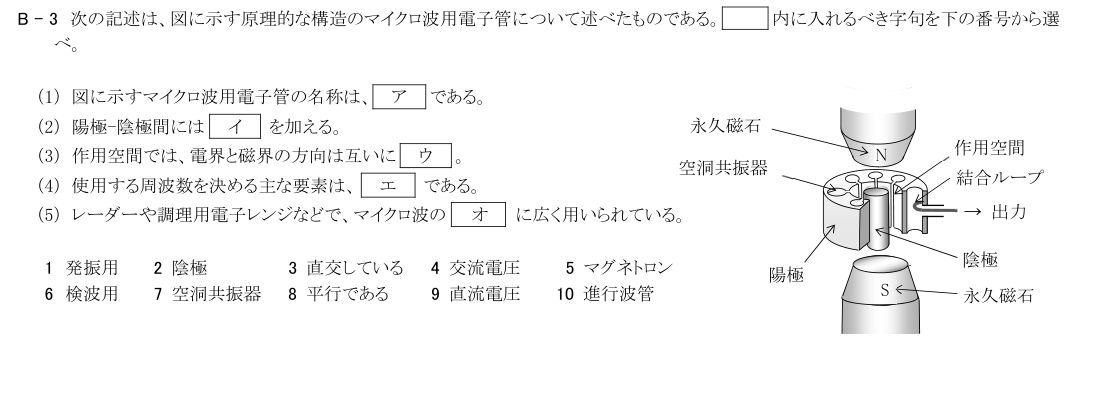 B－3 次の記述は、図に示す原理的な構造のマイクロ波用電子管について述べたものである。 内に入れるべき字句を下の番号から選
べ。
(1) 図に示すマイクロ波用電子管の名称は、 ア である。
(2) 陽極-陰極間には イ を加える。
(3) 作用空間では、電界と磁界の方向は互いに ウ 。
(4) 使用する周波数を決める主な要素は、 エ である。
(5) レーダーや調理用電子レンジなどで、マイクロ波の オ に広く用いられている。
1 発振用 2 陰極 3 直交している 4 交流電圧 5 マグネトロン
6 検波用 7 空洞共振器 8 平行である 9 直流電圧 10 進行波管
永久磁石
N
空洞共振器
作用空間
結合ループ
→ 出力
陽極
陰極
S
永久磁石